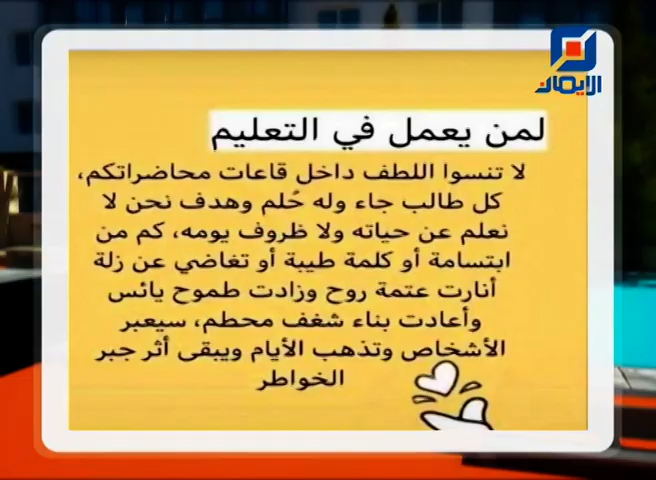 الايمان
لمن يعمل في التعليم
لا تنسوا اللطف داخل قاعات محاضراتكم،
كل طالب جاء وله حُلم وهدف نحن لا
نعلم عن حياته ولا ظروف يومه، كم من
ابتسامة أو كلمة طيبة أو تغاضي عن زلة
أنارت عتمة روح وزادت طموح يائس
وأعادت بناء شغف محطم، سيعبر
الأشخاص وتذهب الأيام ويبقى أثر جبر
الخواطر